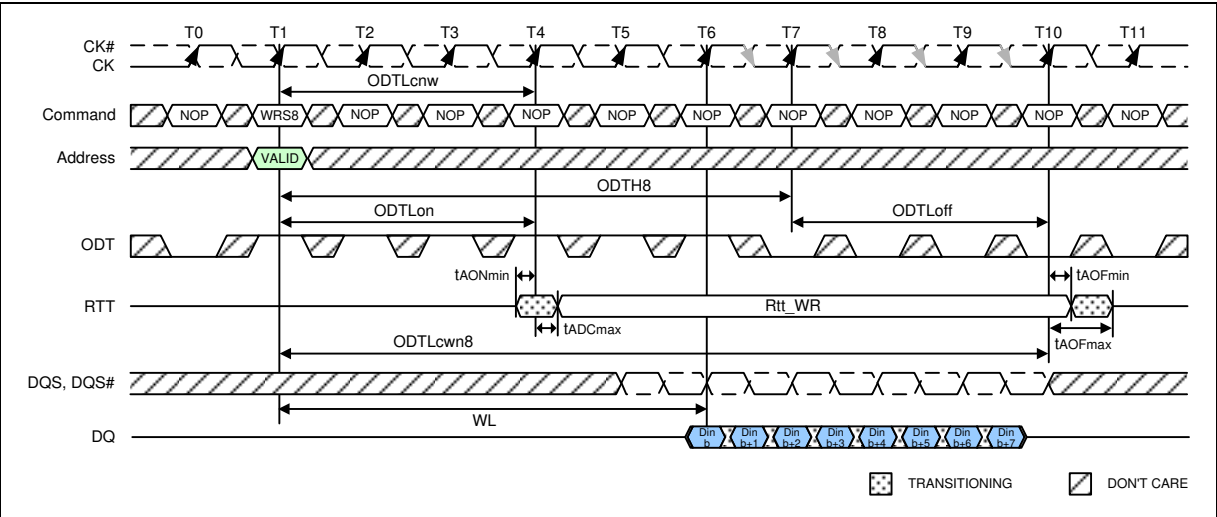 T0 T1 T2 T3 T4 T5 T6 T7 T8 T9 T10 T11
CK#
CK
ODTLcnw
Command NOP WRS8 NOP NOP NOP NOP NOP NOP NOP NOP NOP NOP
Address VALID
ODTH8
ODTLon ODTLoff
ODT
tAONmin tAOFmin
RTT Rtt_WR
tADCmax
tAOFmax
ODTLcwn8
DQS, DQS#
WL
DQ Din b Din b+1 Din b+2 Din b+3 Din b+4 Din b+5 Din b+6 Din b+7
TRANSITIONING DON'T CARE